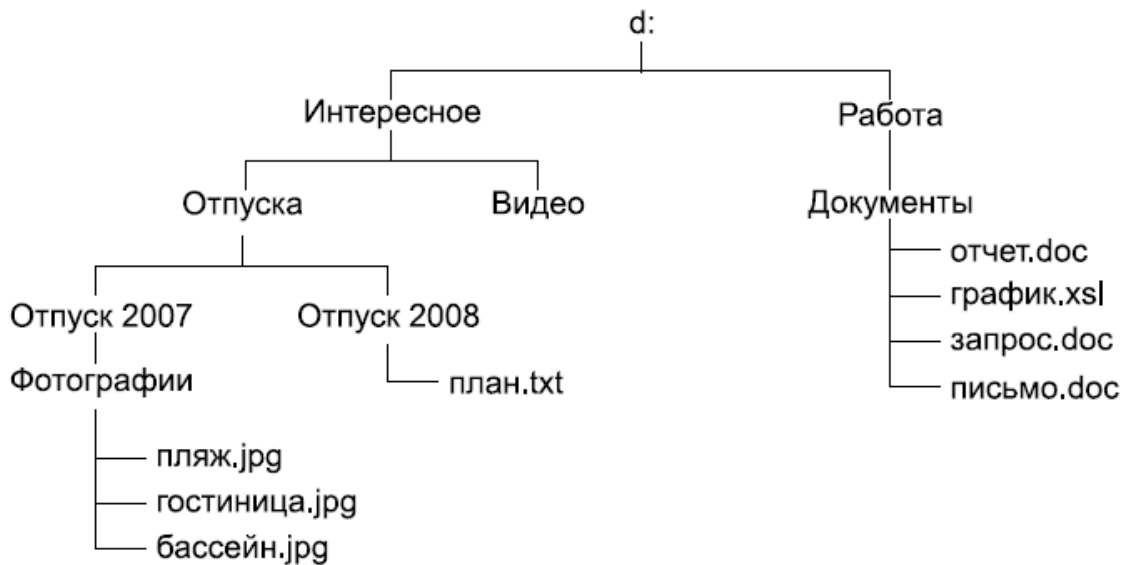 d:
Интересное
Работа
Отпуска
Видео
Документы
отчет.doc
график.xsl
запрос.doc
письмо.doc
Отпуск 2007
Отпуск 2008
Фотографии
план.txt
пляж.jpg
гостиница.jpg
бассейн.jpg